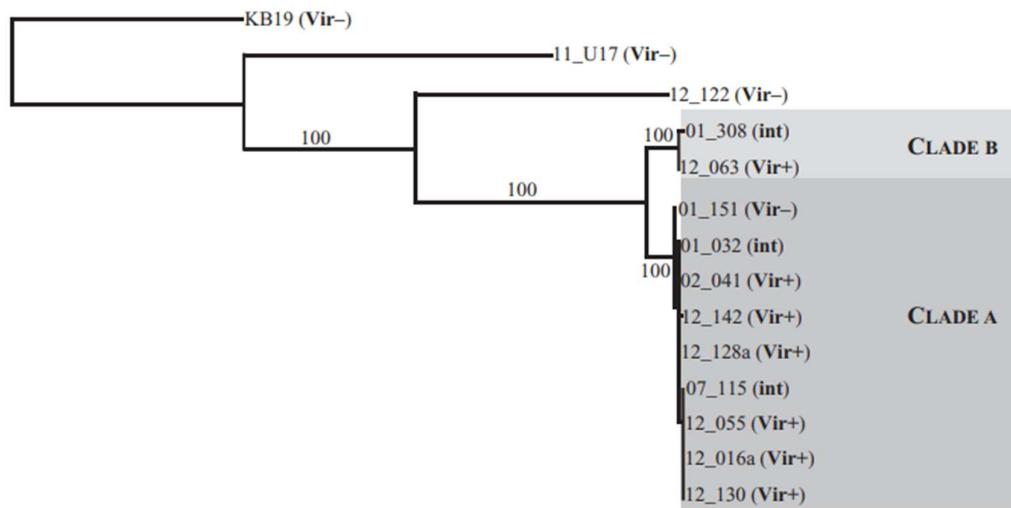 KB19 (Vir–)
11_U17 (Vir–)
12_122 (Vir–)
100
100
01_308 (int)
CLADE B
12_063 (Vir+)
100
01_151 (Vir–)
01_032 (int)
100
02_041 (Vir+)
12_142 (Vir+)
CLADE A
12_128a (Vir+)
07_115 (int)
12_055 (Vir+)
12_016a (Vir+)
12_130 (Vir+)